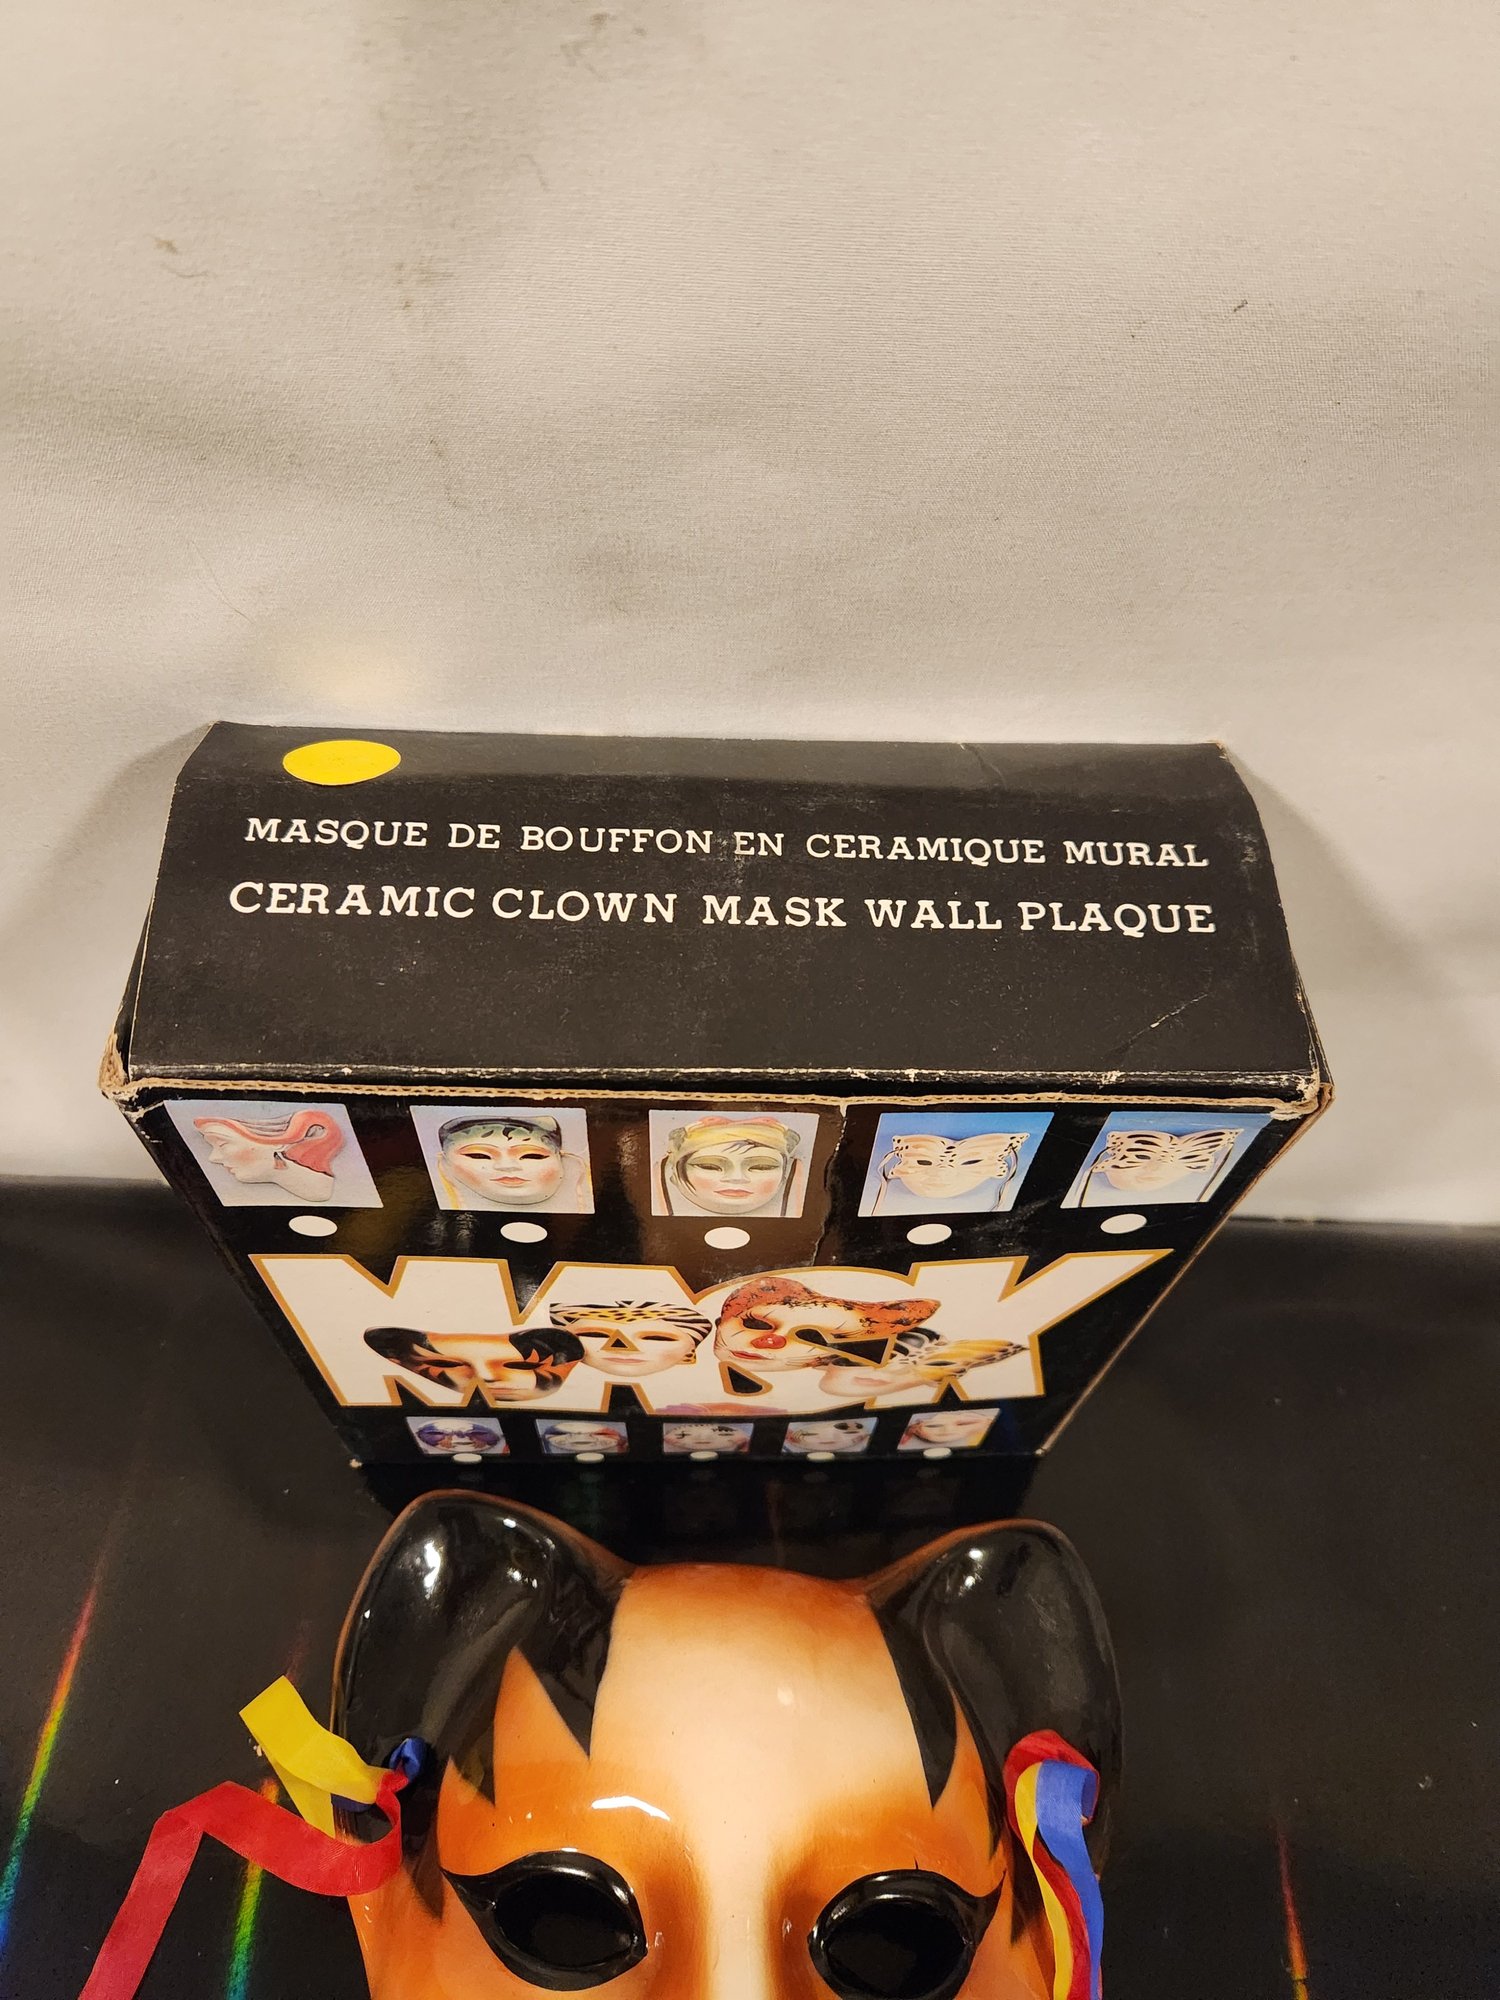 MASQUE DE BOUFFON EN CERAMIQUE MURAL
CERAMIC CLOWN MASK WALL PLAQUE
MASK